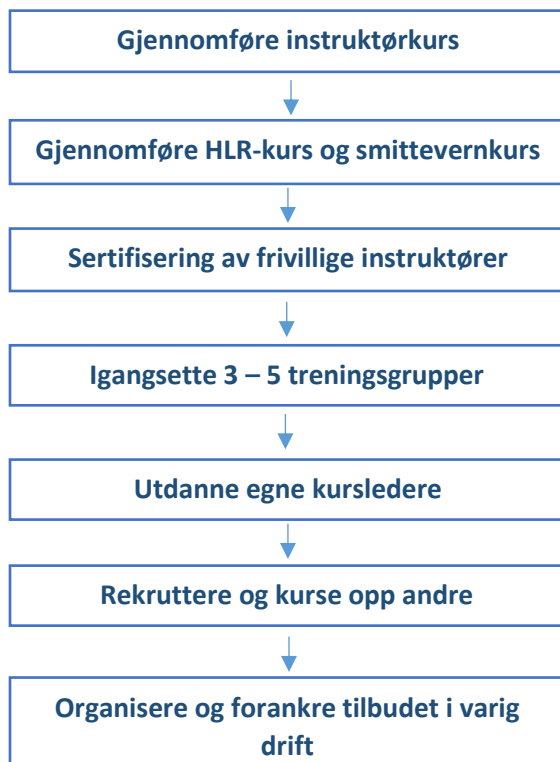 Gjennomføre instruktørkurs
Gjennomføre HLR-kurs og smittevernkurs
Sertifisering av frivillige instruktører
Igangsette 3 – 5 treningsgrupper
Utdanne egne kursledere
Rekruttere og kurse opp andre
Organisere og forankre tilbudet i varig
drift